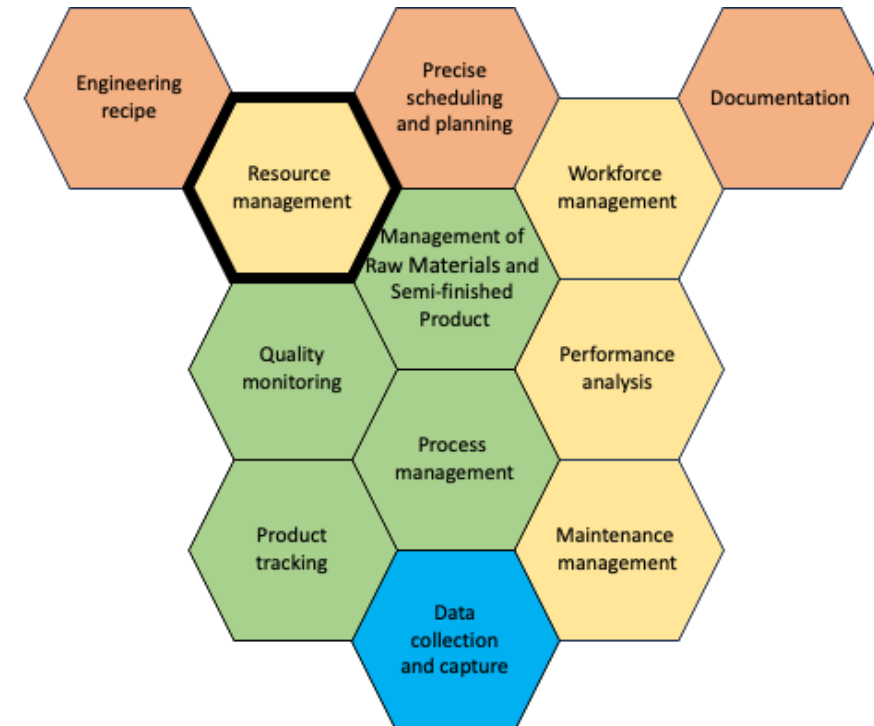 Engineering
recipe
Precise
scheduling
and planning
Documentation
Resource
management
Workforce
management
Management of
Raw Materials and
Semi-finished
Product
Quality
monitoring
Performance
analysis
Process
management
Product
tracking
Maintenance
management
Data
collection
and capture